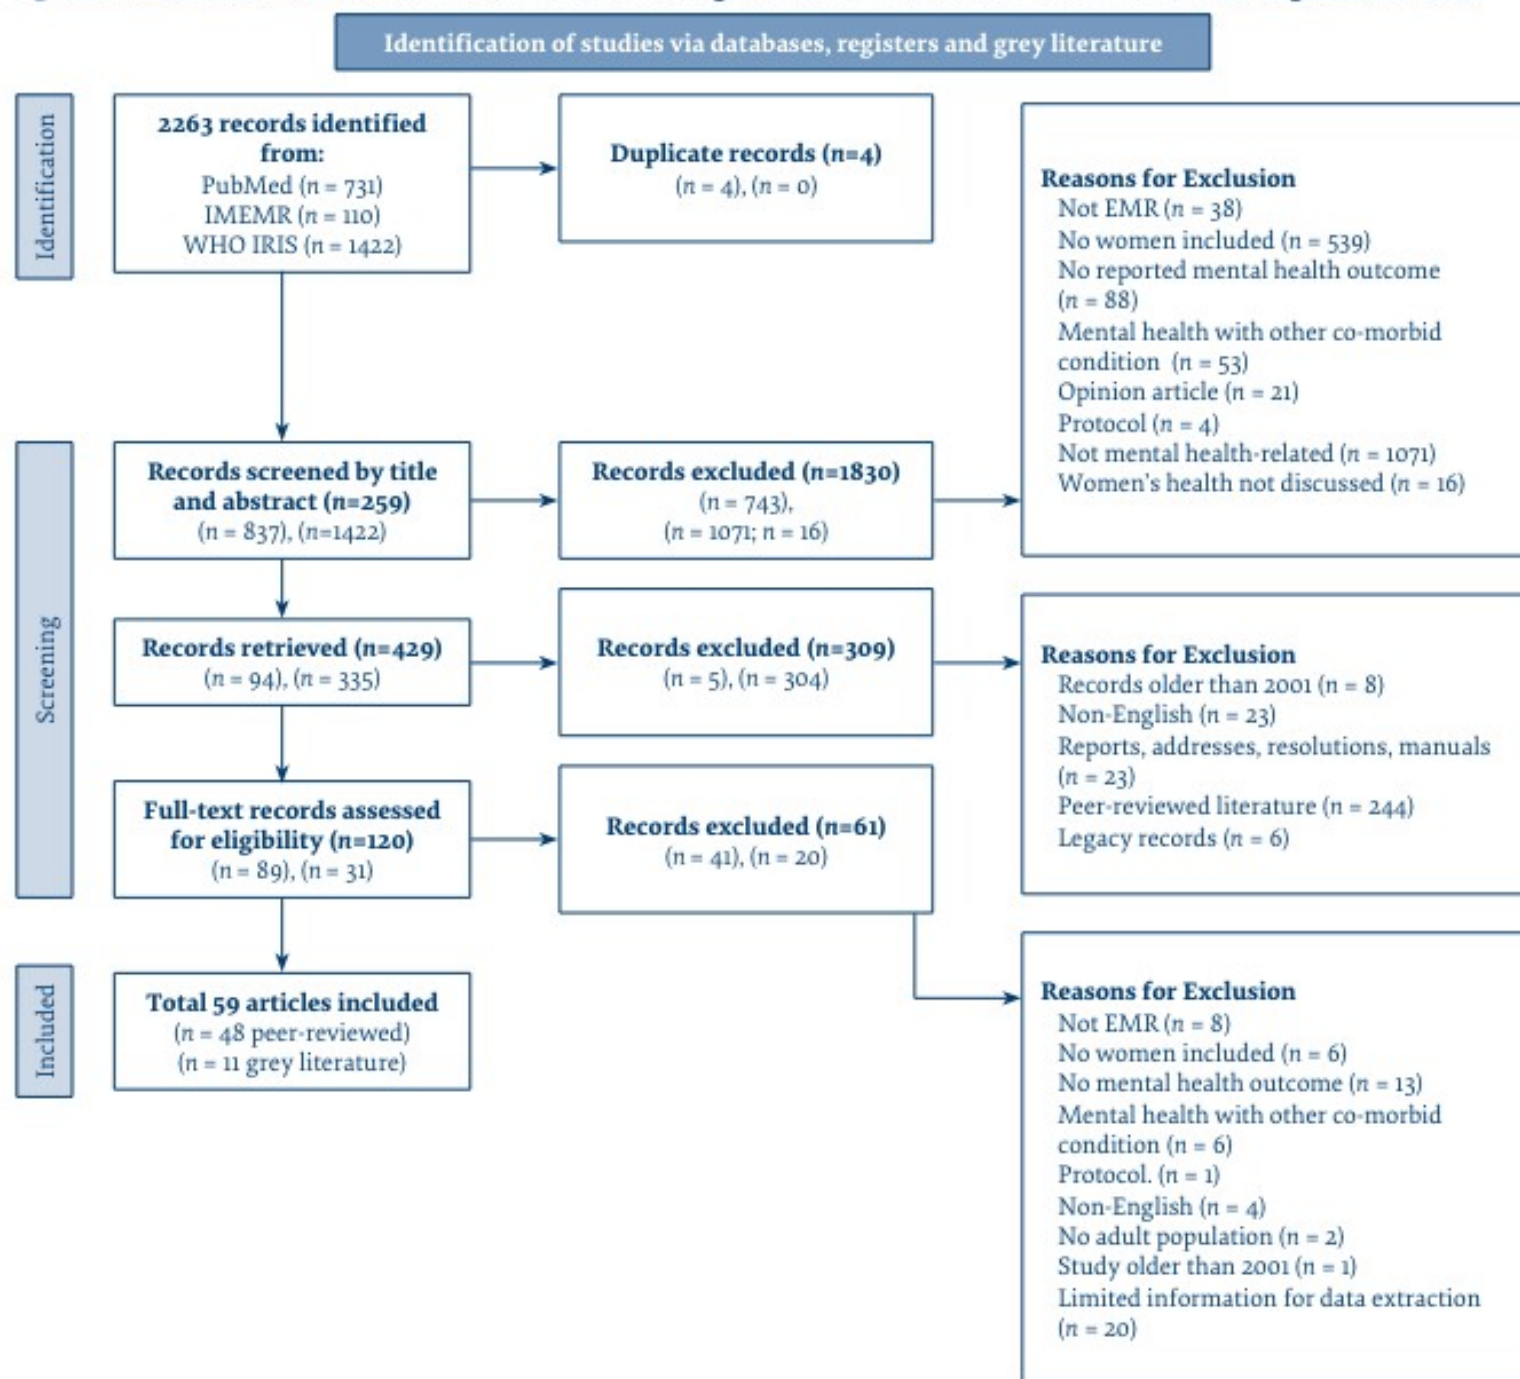 Identification of studies via databases, registers and grey literature
Identification
2263 records identified
from:
PubMed (n = 731)
IMEMR (n = 110)
WHO IRIS (n = 1422)
Duplicate records (n=4)
(n = 4), (n = 0)
Reasons for Exclusion
Not EMR (n = 38)
No women included (n = 539)
No reported mental health outcome
(n = 88)
Mental health with other co-morbid
condition (n = 53)
Opinion article (n = 21)
Protocol (n = 4)
Not mental health-related (n = 1071)
Women's health not discussed (n = 16)
Screening
Records screened by title
and abstract (n=259)
(n = 837), (n=1422)
Records excluded (n=1830)
(n = 743),
(n = 1071; n = 16)
Records retrieved (n=429)
(n = 94), (n = 335)
Records excluded (n=309)
(n = 5), (n = 304)
Reasons for Exclusion
Records older than 2001 (n = 8)
Non-English (n = 23)
Reports, addresses, resolutions, manuals
(n = 23)
Peer-reviewed literature (n = 244)
Legacy records (n = 6)
Full-text records assessed
for eligibility (n=120)
(n = 89), (n = 31)
Records excluded (n=61)
(n = 41), (n = 20)
Included
Total 59 articles included
(n = 48 peer-reviewed)
(n = 11 grey literature)
Reasons for Exclusion
Not EMR (n = 8)
No women included (n = 6)
No mental health outcome (n = 13)
Mental health with other co-morbid
condition (n = 6)
Protocol. (n = 1)
Non-English (n = 4)
No adult population (n = 2)
Study older than 2001 (n = 1)
Limited information for data extraction
(n = 20)